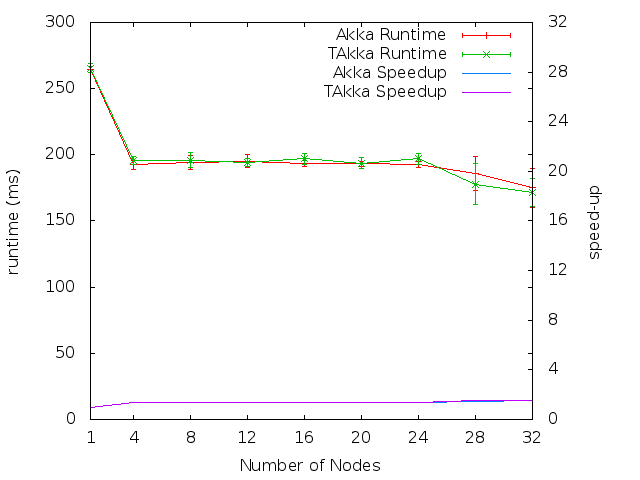 300
250
200
150
100
50
0
runtime (ms)
Akka Runtime
TAkka Runtime
Akka Speedup
TAkka Speedup
32
28
24
20
16
12
8
4
0
speed-up
1 4 8 12 16 20 24 28 32
Number of Nodes